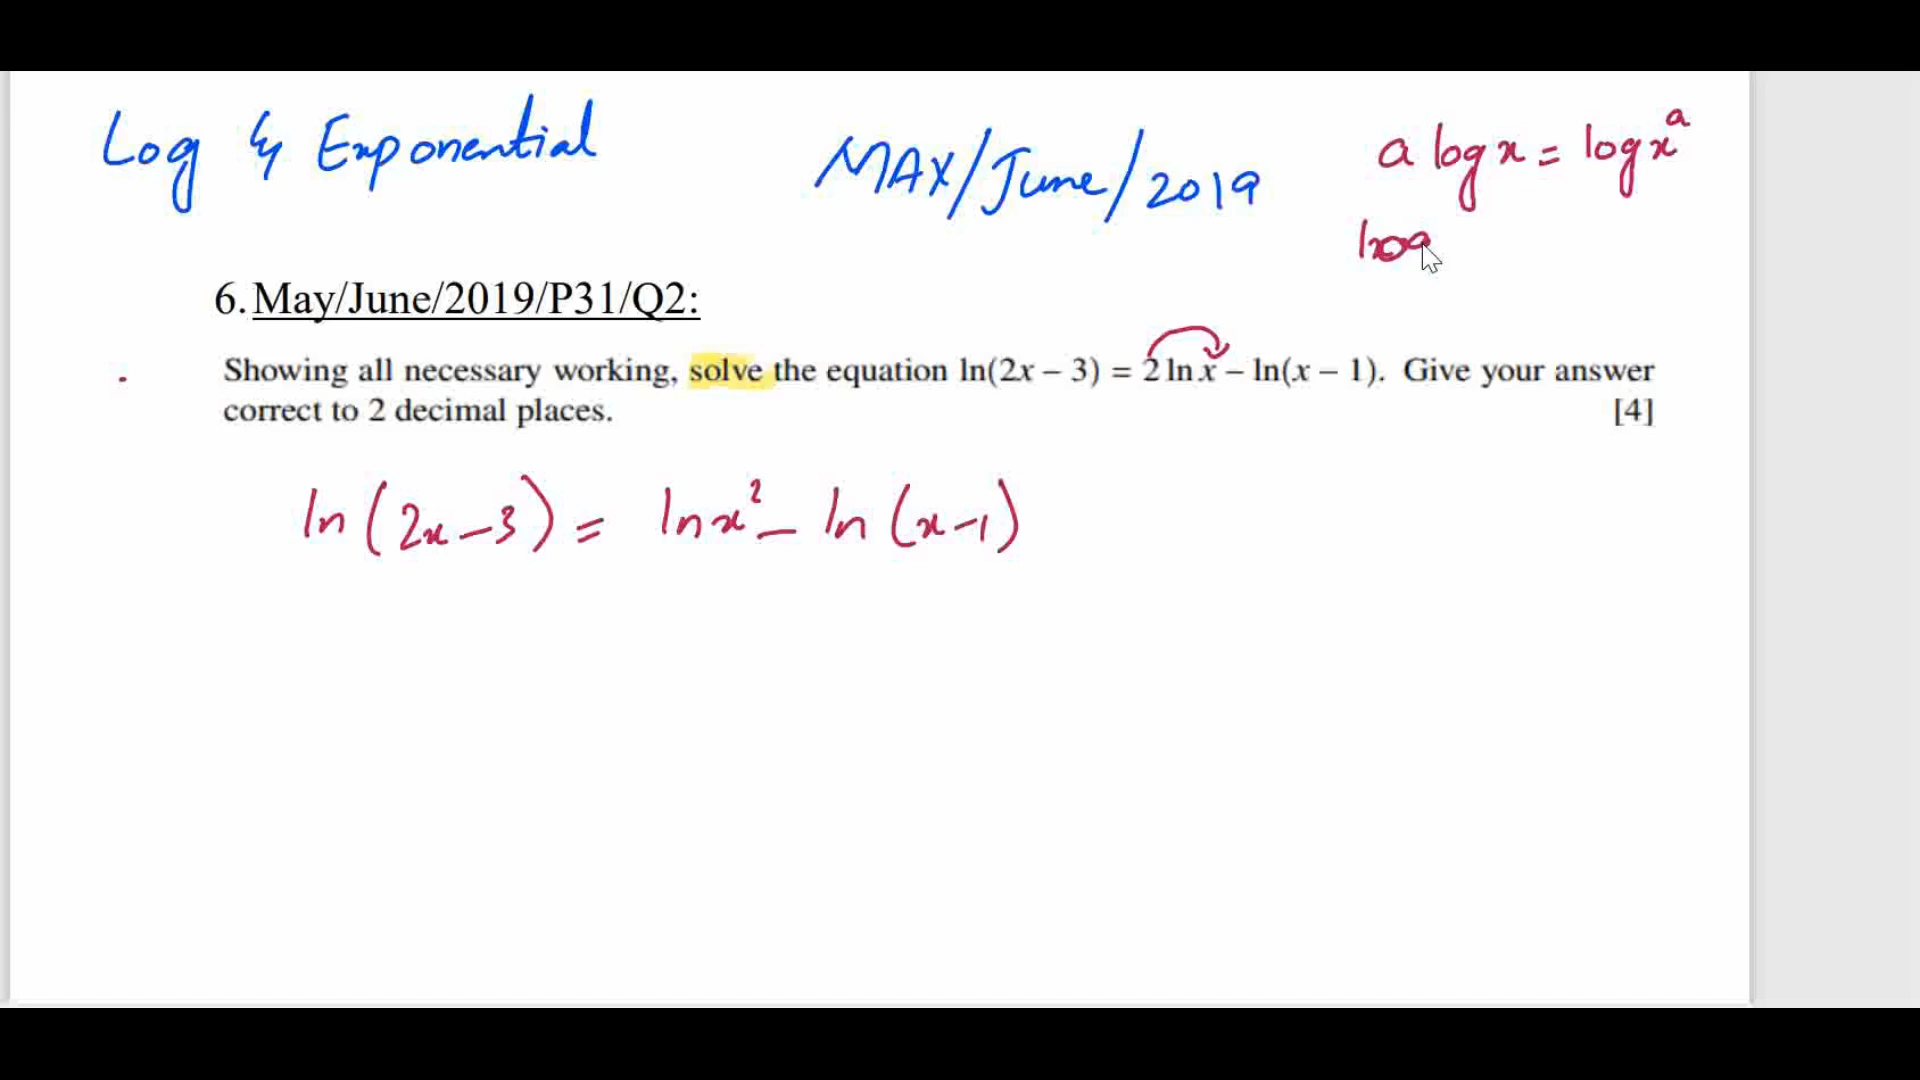 Log & Exponential
MAX/June/2019
a log x = log x^a
6. May/June/2019/P31/Q2:
Showing all necessary working, solve the equation ln(2x – 3) = 2 ln x – ln(x – 1). Give your answer
correct to 2 decimal places. [4]
ln (2x – 3) = ln x² – ln (x – 1)